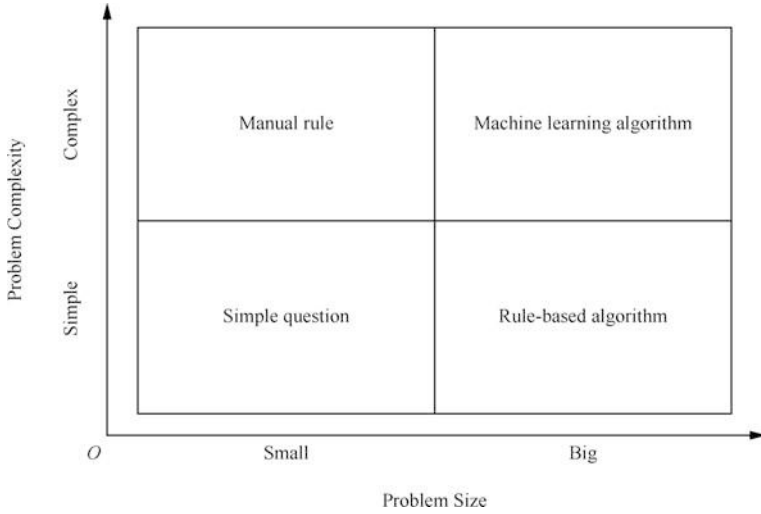 Problem Complexity
Complex
Manual rule
Machine learning algorithm
Simple
Simple question
Rule-based algorithm
O
Small
Big
Problem Size